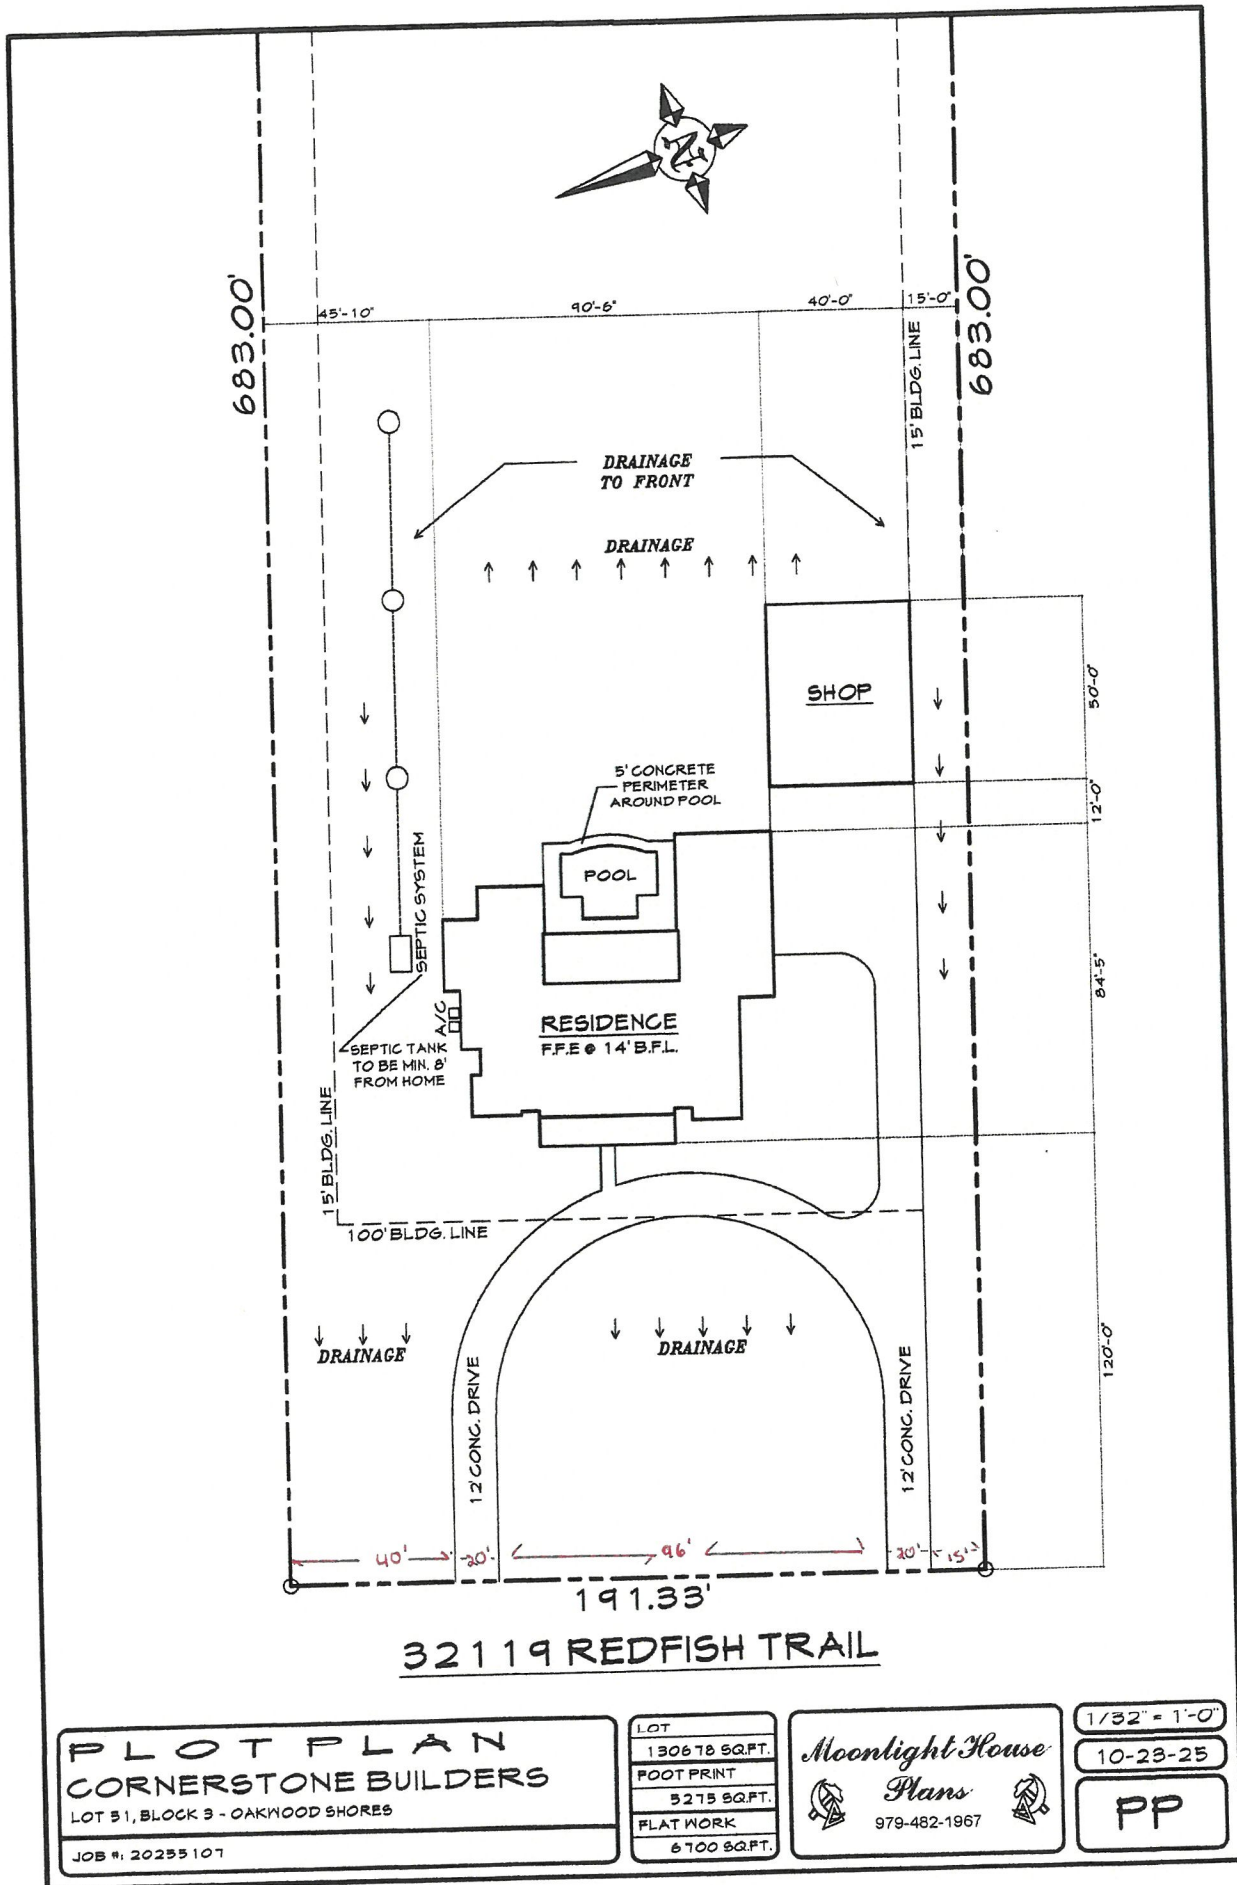 N
683.00'
45'-10"
90'-6"
40'-0"
15'-0"
683.00'
15' BLDG. LINE
DRAINAGE
TO FRONT
DRAINAGE
SHOP
50'-0"
12'-0"
5' CONCRETE
PERIMETER
AROUND POOL
POOL
SEPTIC SYSTEM
84'-5"
A/C
RESIDENCE
F.F.E @ 14' B.F.L.
SEPTIC TANK
TO BE MIN. 8'
FROM HOME
15' BLDG. LINE
100' BLDG. LINE
DRAINAGE
DRAINAGE
120'-0"
12' CONC. DRIVE
12' CONC. DRIVE
40'
20'
96'
20'
15'
191.33'
32119 REDFISH TRAIL
PLOT PLAN
CORNERSTONE BUILDERS
LOT 51, BLOCK 3 - OAKWOOD SHORES
JOB #: 20255107
LOT
130678 SQ.FT.
FOOT PRINT
5275 SQ.FT.
FLAT WORK
6700 SQ.FT.
Moonlight House
Plans
979-482-1967
1/32" = 1'-0"
10-23-25
PP